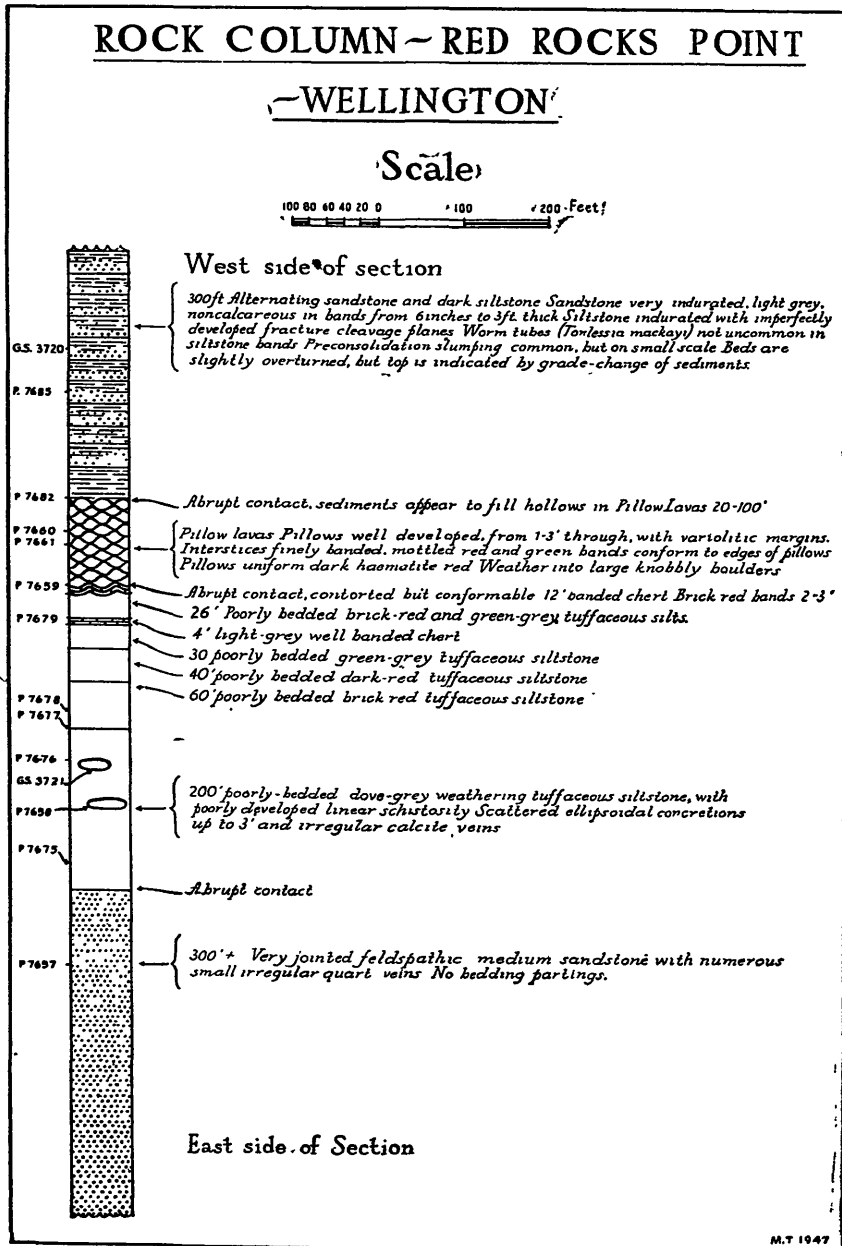 ROCK COLUMN ~ RED ROCKS POINT
~ WELLINGTON
Scale
100 80 60 40 20 0 100 200 Feet
West side of section
300ft Alternating sandstone and dark siltstone Sandstone very indurated, light grey,
noncalcareous in bands from 6inches to 3ft. thick Siltstone indurated with imperfectly
developed fracture cleavage planes Worm tubes (Torlessia mackayi) not uncommon in
siltstone bands Preconsolidation slumping common, but on small scale Beds are
slightly overturned, but top is indicated by grade-change of sediments.
G.S. 3720
P. 7685
P 7682
Abrupt contact, sediments appear to fill hollows in Pillow Lavas 20-100'
P 7660
P 7661
Pillow lavas Pillows well developed, from 1-3' through, with variolitic margins.
Interstices finely banded, mottled red and green bands conform to edges of pillows
Pillows uniform dark haematite red Weather into large knobbly boulders
P 7659
Abrupt contact, contorted but conformable 12' banded chert Brick red bands 2-3"
26' Poorly bedded brick-red and green-grey tuffaceous silts.
P 7679
4' light-grey well banded chert
30 poorly bedded green-grey tuffaceous siltstone
40' poorly bedded dark-red tuffaceous siltstone
60' poorly bedded brick red tuffaceous siltstone
P 7678
P 7677
P 7676
GS. 3721
200' poorly-bedded dove-grey weathering tuffaceous siltstone, with
poorly developed linear schistosity Scattered ellipsoidal concretions
up to 3' and irregular calcite veins
P 7698
P 7675
Abrupt contact
P 7697
300'+ Very jointed feldspathic medium sandstone with numerous
small irregular quart veins No bedding partings.
East side of Section
M.T 1947